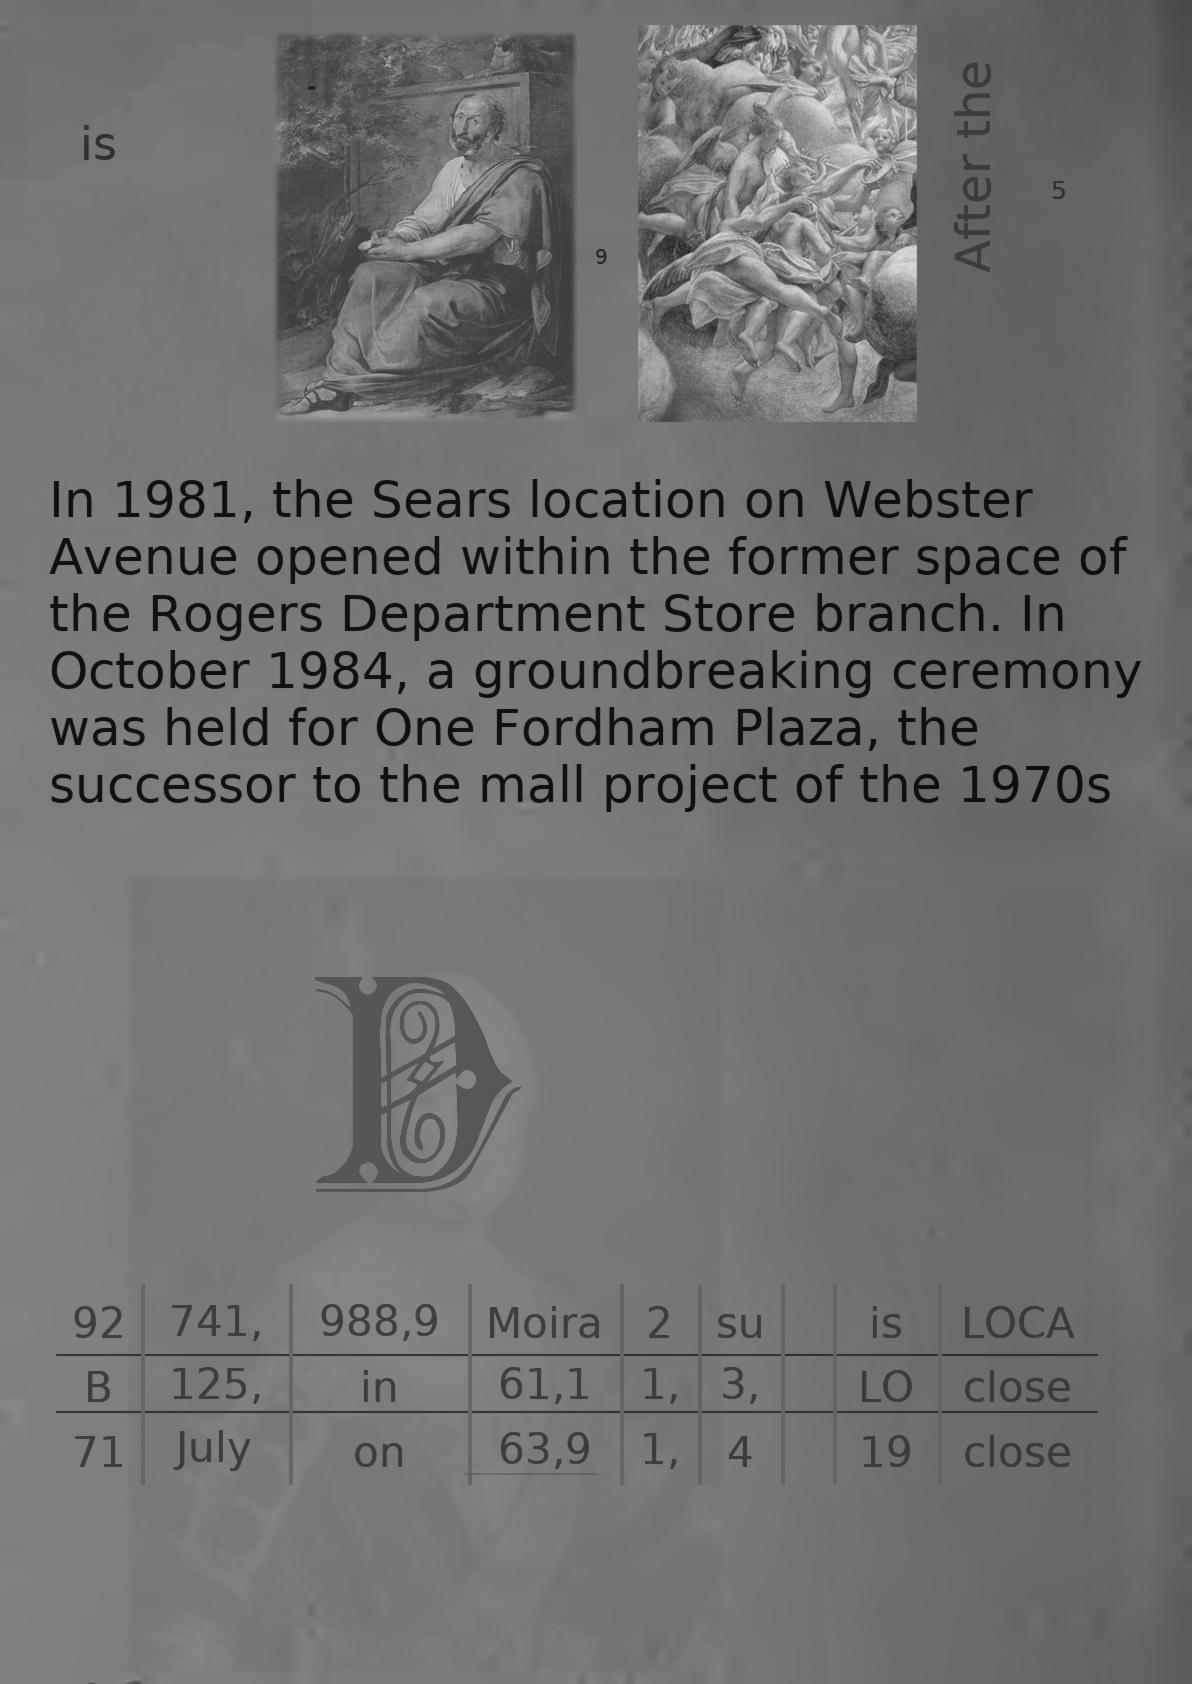 is
9
After the
5
In 1981, the Sears location on Webster
Avenue opened within the former space of
the Rogers Department Store branch. In
October 1984, a groundbreaking ceremony
was held for One Fordham Plaza, the
successor to the mall project of the 1970s
D
92 741, 988,9 Moira 2 su is LOCA
B 125, in 61,1 1, 3, LO close
71 July on 63,9 1, 4 19 close